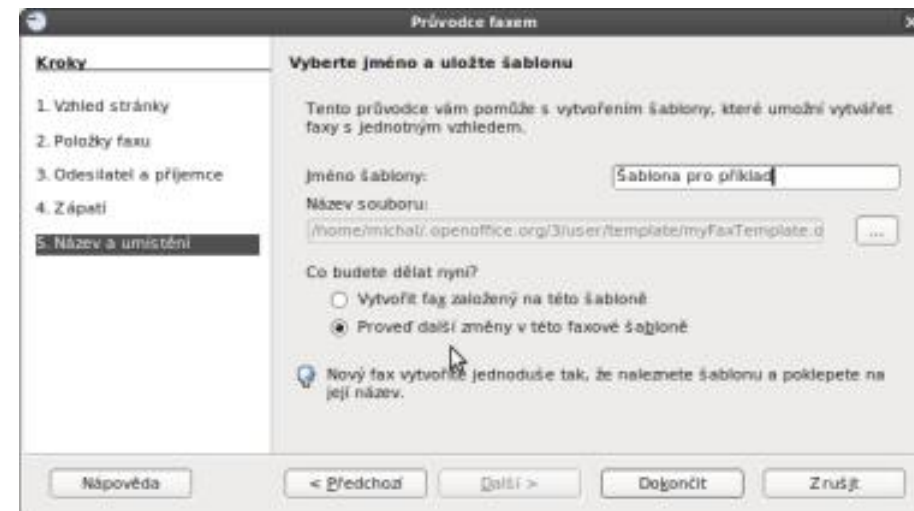 Průvodce faxem
Kroky
1. Vzhled stránky
2. Položky faxu
3. Odesilatel a příjemce
4. Zápatí
5. Název a umístění
Vyberte jméno a uložte šablonu
Tento průvodce vám pomůže s vytvořením šablony, které umožní vytvářet
faxy s jednotným vzhledem.
Jméno šablony:
Šablona pro příklad
Název souboru:
/home/michal/.openoffice.org/3/user/template/myFaxTemplate.o
...
Co budete dělat nyní?
Vytvořit fax založený na této šabloně
Proveď další změny v této faxové šabloně
Nový fax vytvoříte jednoduše tak, že naleznete šablonu a poklepete na
její název.
Nápověda
< Předchozí
Další >
Dokončit
Zrušit